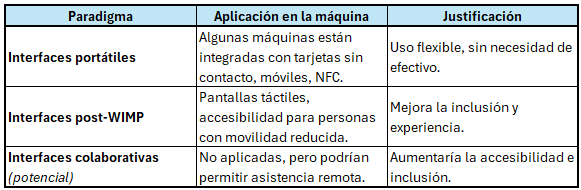 Paradigma Aplicación en la máquina Justificación
Interfaces portátiles
Algunas máquinas están
integradas con tarjetas sin
contacto, móviles, NFC.
Uso flexible, sin necesidad de
efectivo.
Interfaces post-WIMP
Pantallas táctiles,
accesibilidad para personas
con movilidad reducida.
Mejora la inclusión y
experiencia.
Interfaces colaborativas
(potencial)
No aplicadas, pero podrían
permitir asistencia remota.
Aumentaría la accesibilidad e
inclusión.